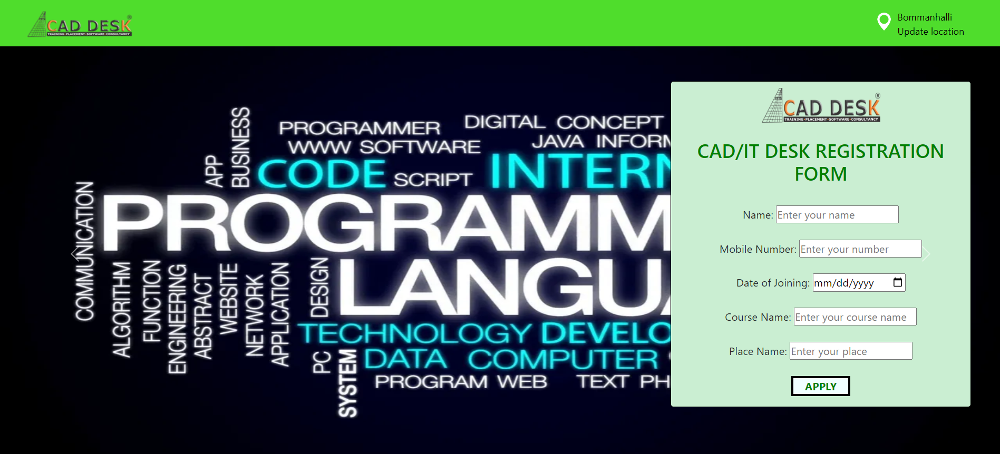 CAD DESK®
TRAINING·PLACEMENT·SOFTWARE·CONSULTANCY
Bommanhalli
Update location
BUSINESS
APP
PROGRAMMER
DIGITAL CONCEPT
WWW SOFTWARE
JAVA INFORM
CODE
SCRIPT
INTERN
COMMUNICATION
PROGRAMM
LANGUA
ALGORITHM
FUNCTION
ENGINEERING
ABSTRACT
WEBSITE
NETWORK
APPLICATION
DESIGN
TECHNOLOGY DEVELO
PC
SYSTEM
DATA COMPUTER
PROGRAM WEB TEXT PH
CAD DESK®
TRAINING·PLACEMENT·SOFTWARE·CONSULTANCY
CAD/IT DESK REGISTRATION
FORM
Name: Enter your name
Mobile Number: Enter your number
Date of Joining: mm/dd/yyyy
Course Name: Enter your course name
Place Name: Enter your place
APPLY